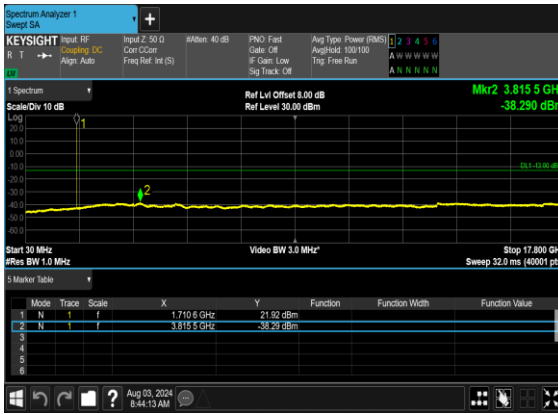 Spectrum Analyzer 1
Swept SA
+
KEYSIGHT Input: RF Input Z: 50 Ω #Atten: 40 dB PNO: Fast Avg Type: Power (RMS) 1 2 3 4 5 6
R T Coupling: DC Corr CCorr Gate: Off Avg|Hold: 100/100 A W W W W W
Align: Auto Freq Ref: Int (S) IF Gain: Low Trig: Free Run
LXI Sig Track: Off A N N N N N
1 Spectrum Ref Lvl Offset 8.00 dB Mkr2 3.815 5 GH
Scale/Div 10 dB Ref Level 30.00 dBm -38.290 dBr
Log
20.0 1
10.0
0.00
-10.0 DL1 -13.00 dB
-20.0
-30.0 2
-40.0
-50.0
-60.0
Start 30 MHz Video BW 3.0 MHz* Stop 17.800 GH
#Res BW 1.0 MHz Sweep 32.0 ms (40001 pt
5 Marker Table
Mode Trace Scale X Y Function Function Width Function Value
1 N 1 f 1.710 6 GHz 21.92 dBm
2 N 1 f 3.815 5 GHz -38.29 dBm
3
4
5
6
? Aug 03, 2024
8:44:13 AM